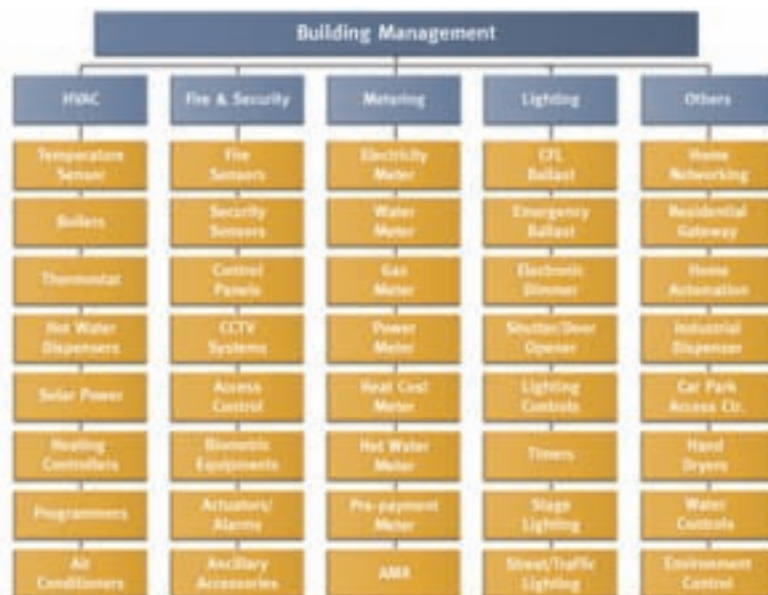 Building Management
HVAC
Temperature
Sensor
Boilers
Thermostat
Hot Water
Dispensers
Solar Power
Heating
Controllers
Programmers
Air
Conditioners
Fire & Security
Fire
Sensors
Security
Sensors
Control
Panels
CCTV
Systems
Access
Control
Biometric
Equipments
Actuators/
Alarms
Ancillary
Accessories
Metering
Electricity
Meter
Water
Meter
Gas
Meter
Power
Meter
Heat Cost
Meter
Hot Water
Meter
Pre-payment
Meter
AMR
Lighting
CFL
Ballast
Emergency
Ballast
Electronic
Dimmer
Shutter/Door
Opener
Lighting
Controls
Timers
Stage
Lighting
Street/Traffic
Lighting
Others
Home
Networking
Residential
Gateway
Home
Automation
Industrial
Dispenser
Car Park
Access Ctr.
Hand
Dryers
Water
Controls
Environment
Control